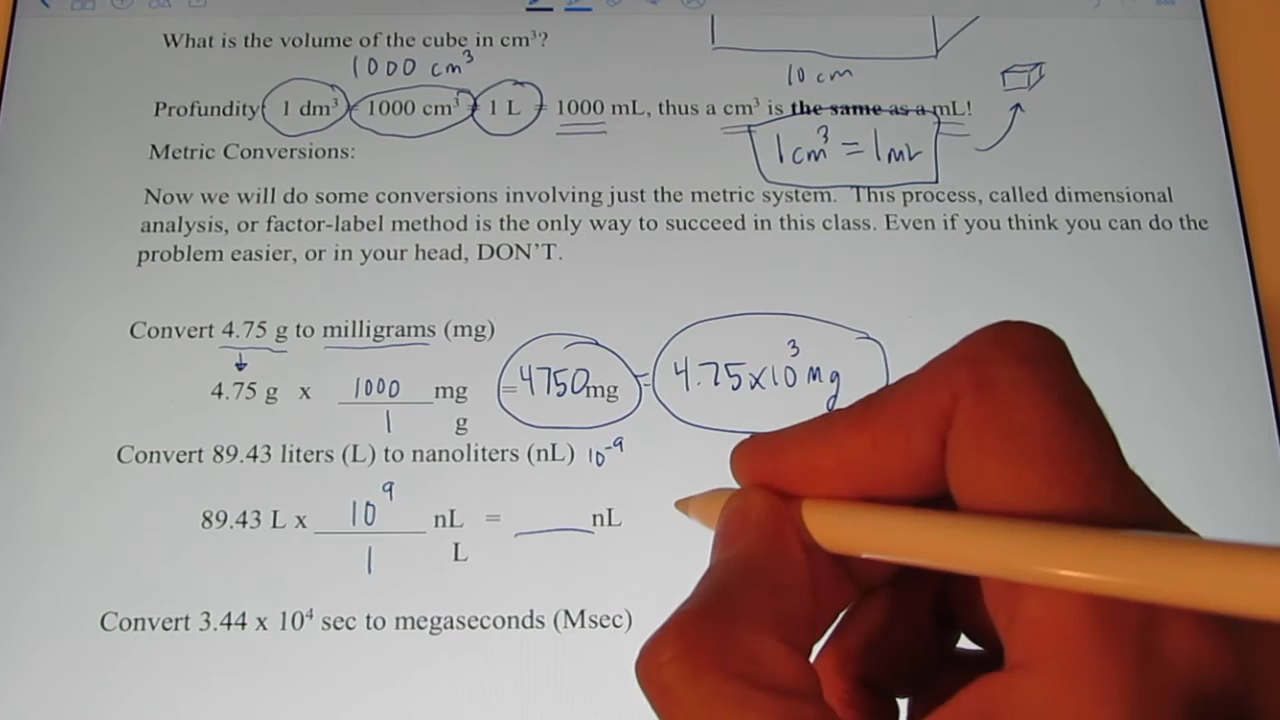 What is the volume of the cube in cm³?
1000 cm³
10 cm
Profundity 1 dm³ = 1000 cm³ = 1 L = 1000 mL, thus a cm³ is the same as a mL!
1 cm³ = 1 mL
Metric Conversions:
Now we will do some conversions involving just the metric system. This process, called dimensional
analysis, or factor-label method is the only way to succeed in this class. Even if you think you can do the
problem easier, or in your head, DON'T.
Convert 4.75 g to milligrams (mg)
4.75 g x 1000 mg = 4750 mg = 4.75 x 10³ mg
1 g
Convert 89.43 liters (L) to nanoliters (nL) 10⁻⁹
89.43 L x 10⁹ nL = ____ nL
1 L
Convert 3.44 x 10⁴ sec to megaseconds (Msec)